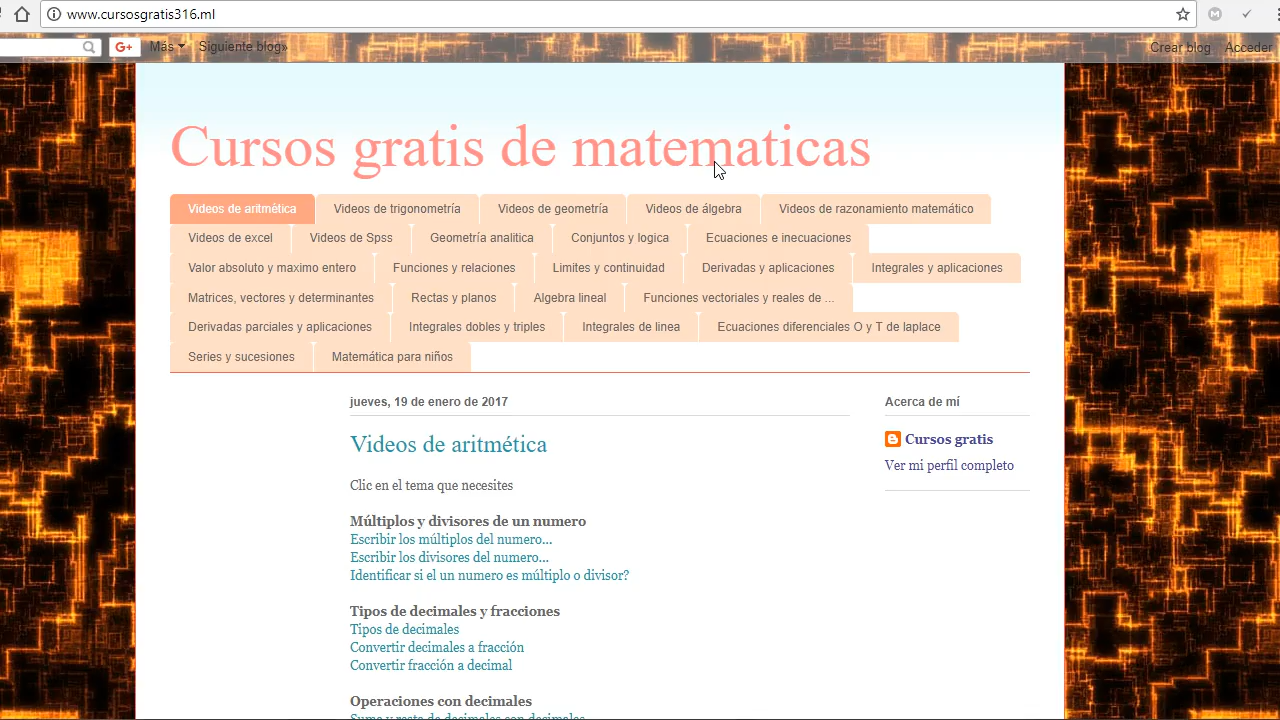 www.cursosgratis316.ml
G+ Más Siguiente blog» Crear blog Acceder
Cursos gratis de matematicas
Videos de aritmètica Videos de trigonometría Videos de geometría Videos de álgebra Videos de razonamiento matemático
Videos de excel Videos de Spss Geometría analitica Conjuntos y logica Ecuaciones e inecuaciones
Valor absoluto y maximo entero Funciones y relaciones Limites y continuidad Derivadas y aplicaciones Integrales y aplicaciones
Matrices, vectores y determinantes Rectas y planos Algebra lineal Funciones vectoriales y reales de ...
Derivadas parciales y aplicaciones Integrales dobles y triples Integrales de linea Ecuaciones diferenciales O y T de laplace
Series y sucesiones Matemática para niños
jueves, 19 de enero de 2017
Videos de aritmética
Clic en el tema que necesites
Múltiplos y divisores de un numero
Escribir los múltiplos del numero...
Escribir los divisores del numero...
Identificar si el un numero es múltiplo o divisor?
Tipos de decimales y fracciones
Tipos de decimales
Convertir decimales a fracción
Convertir fracción a decimal
Operaciones con decimales
Suma y resta de decimales con decimales
Acerca de mí
Cursos gratis
Ver mi perfil completo